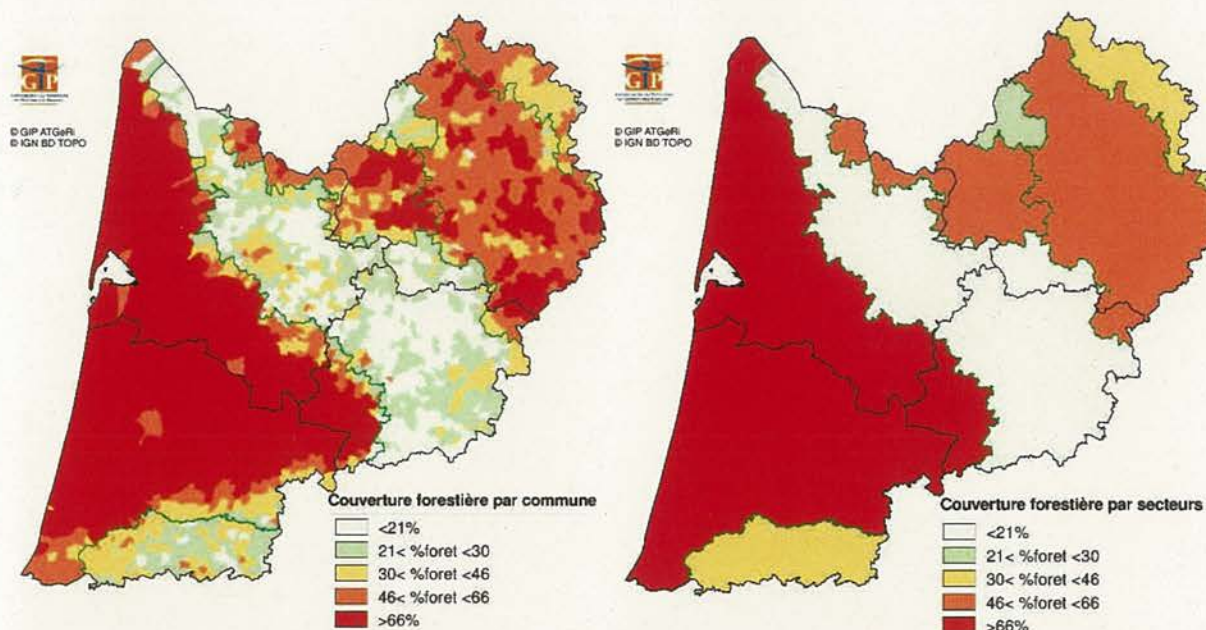 GIP
© GIP ATGeRi
© IGN BD TOPO
Couverture forestière par commune
<21%
21< %foret <30
30< %foret <46
46< %foret <66
>66%
GIP
© GIP ATGeRi
© IGN BD TOPO
Couverture forestière par secteurs
<21%
21< %foret <30
30< %foret <46
46< %foret <66
>66%